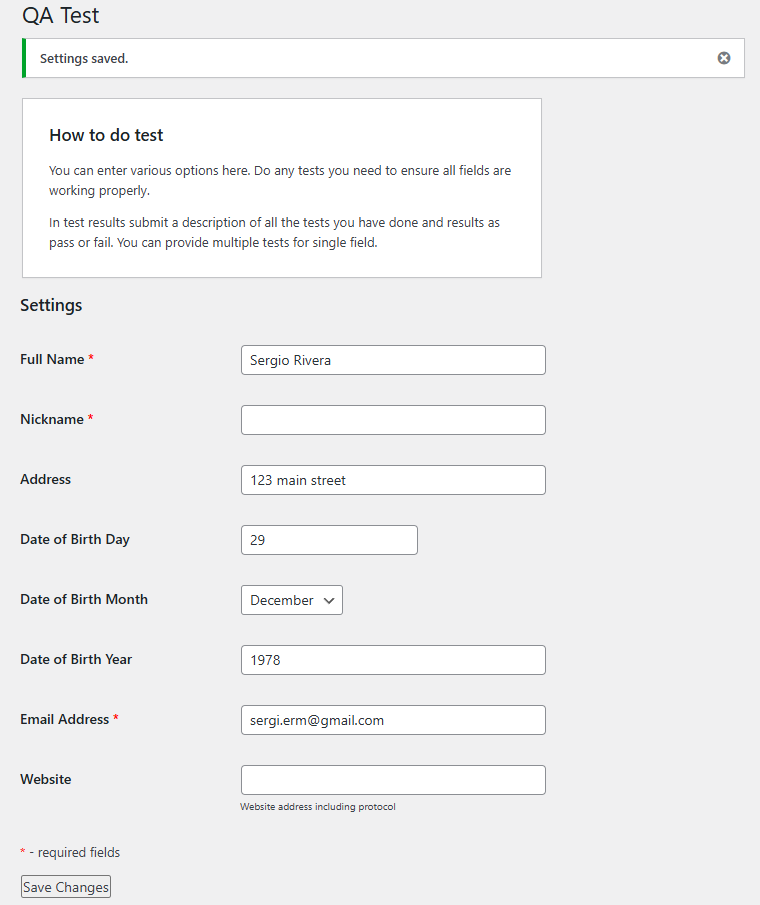 QA Test
Settings saved.
How to do test
You can enter various options here. Do any tests you need to ensure all fields are
working properly.
In test results submit a description of all the tests you have done and results as
pass or fail. You can provide multiple tests for single field.
Settings
Full Name * Sergio Rivera
Nickname *
Address 123 main street
Date of Birth Day 29
Date of Birth Month December
Date of Birth Year 1978
Email Address * sergi.erm@gmail.com
Website
Website address including protocol
* - required fields
Save Changes